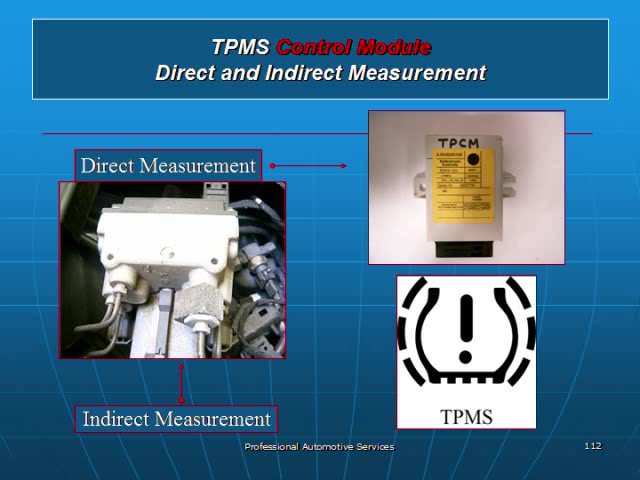 TPMS Control Module
Direct and Indirect Measurement
Direct Measurement
TPCM
Indirect Measurement
TPMS
Professional Automotive Services
112